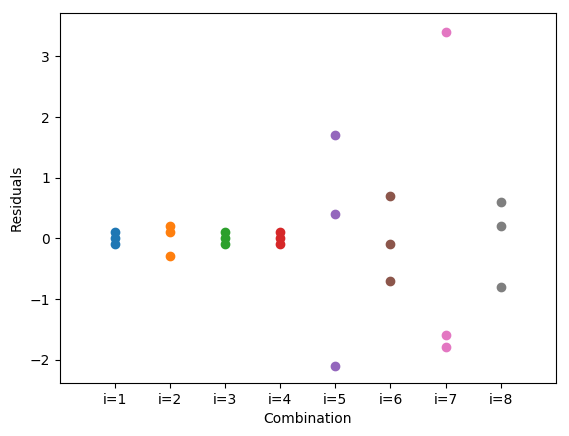 3
2
1
0
−1
−2
Residuals
i=1 i=2 i=3 i=4 i=5 i=6 i=7 i=8
Combination